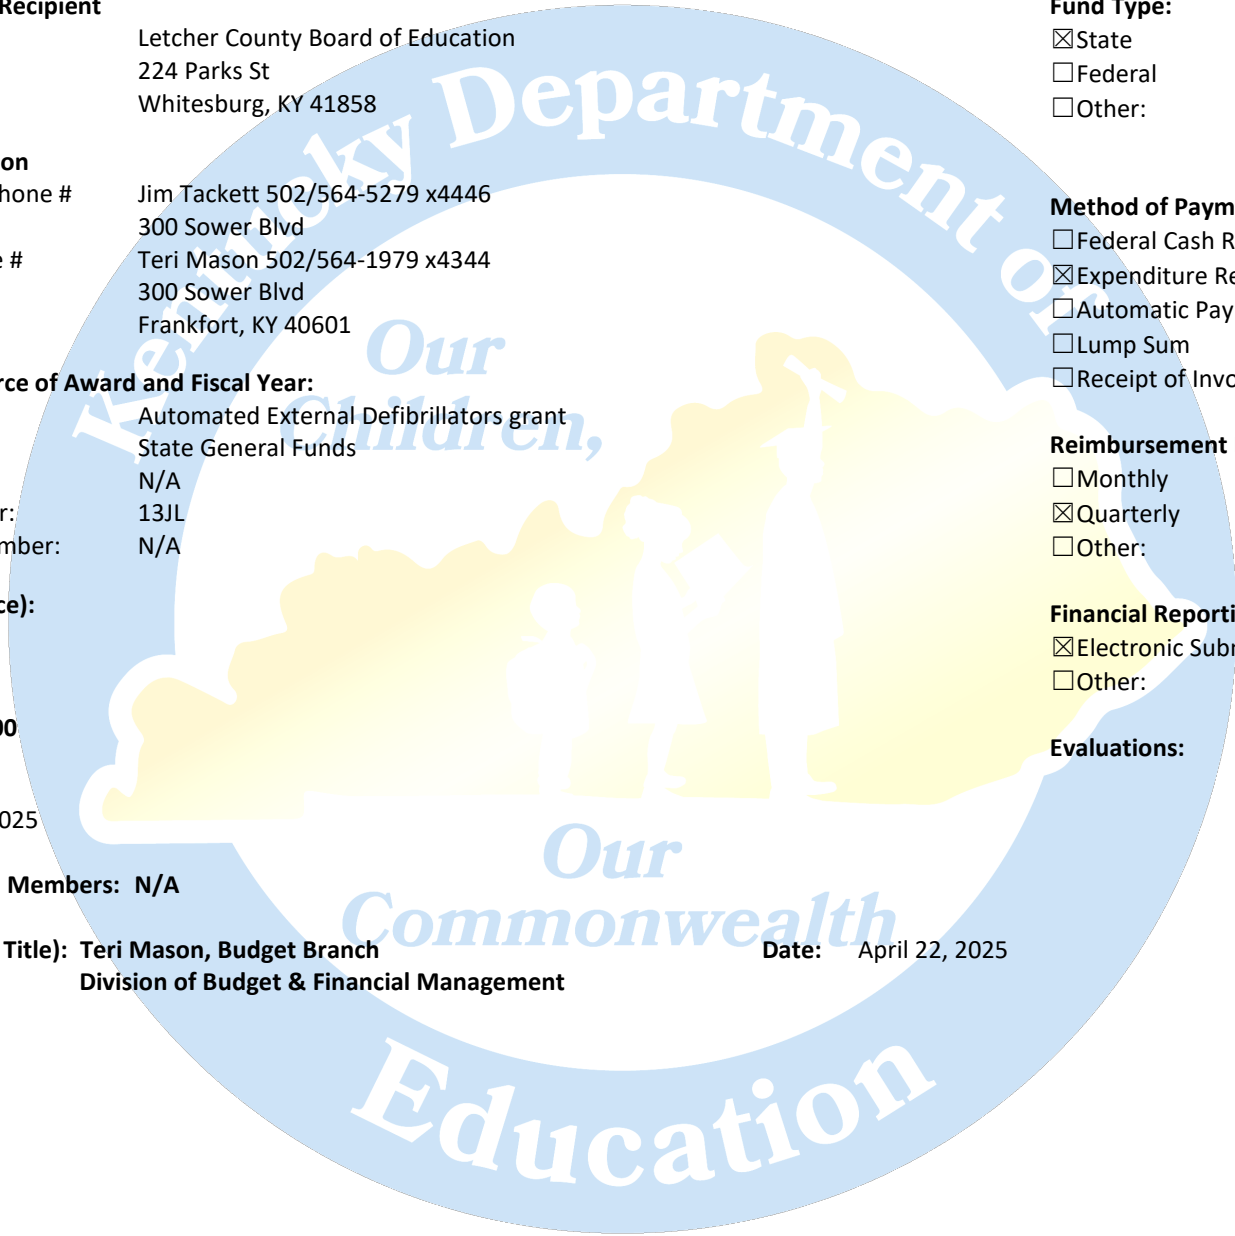 Recipient
Letcher County Board of Education
224 Parks St
Whitesburg, KY 41858
on
hone # Jim Tackett 502/564-5279 x4446
300 Sower Blvd
e # Teri Mason 502/564-1979 x4344
300 Sower Blvd
Frankfort, KY 40601
rce of Award and Fiscal Year:
Automated External Defibrillators grant
State General Funds
N/A
r: 13JL
mber: N/A
ce):
00
025
Members: N/A
Title): Teri Mason, Budget Branch
Division of Budget & Financial Management
Date: April 22, 2025
Fund Type:
☒State
☐Federal
☐Other:
Method of Paym
☐Federal Cash R
☒Expenditure Re
☐Automatic Pay
☐Lump Sum
☐Receipt of Invo
Reimbursement
☐Monthly
☒Quarterly
☐Other:
Financial Reporti
☒Electronic Subr
☐Other:
Evaluations:
Kentucky Department of
Education
Our
Children,
Our
Commonwealth